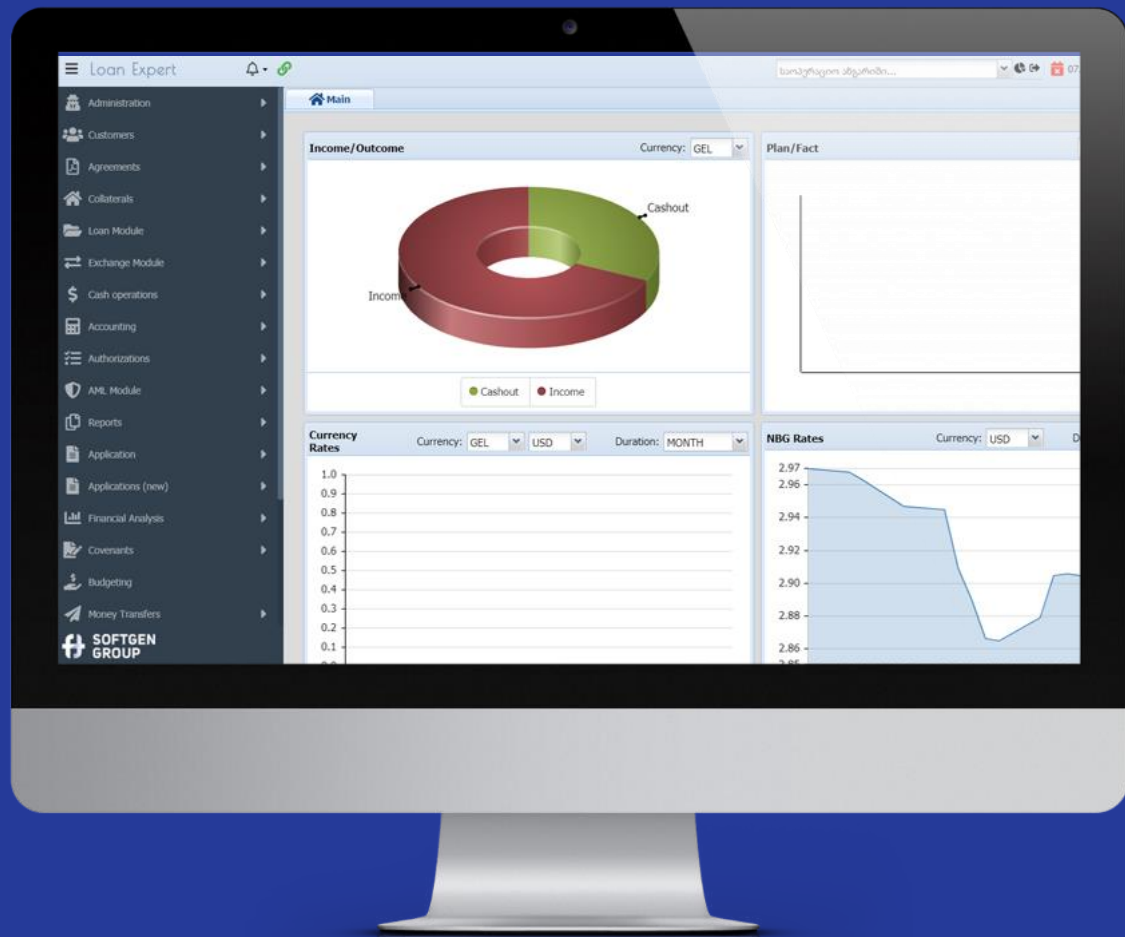 Loan Expert
საოპერაციო ანგარიში...
07.
Administration
Customers
Agreements
Collaterals
Loan Module
Exchange Module
Cash operations
Accounting
Authorizations
AML Module
Reports
Application
Applications (new)
Financial Analysis
Covenants
Budgeting
Money Transfers
SOFTGEN
GROUP
Main
Income/Outcome
Currency: GEL
Cashout
Income
Cashout Income
Plan/Fact
Currency
Rates
Currency: GEL USD Duration: MONTH
1.0
0.9
0.8
0.7
0.6
0.5
0.4
0.3
0.2
0.1
NBG Rates Currency: USD D
2.97
2.96
2.94
2.92
2.90
2.88
2.86